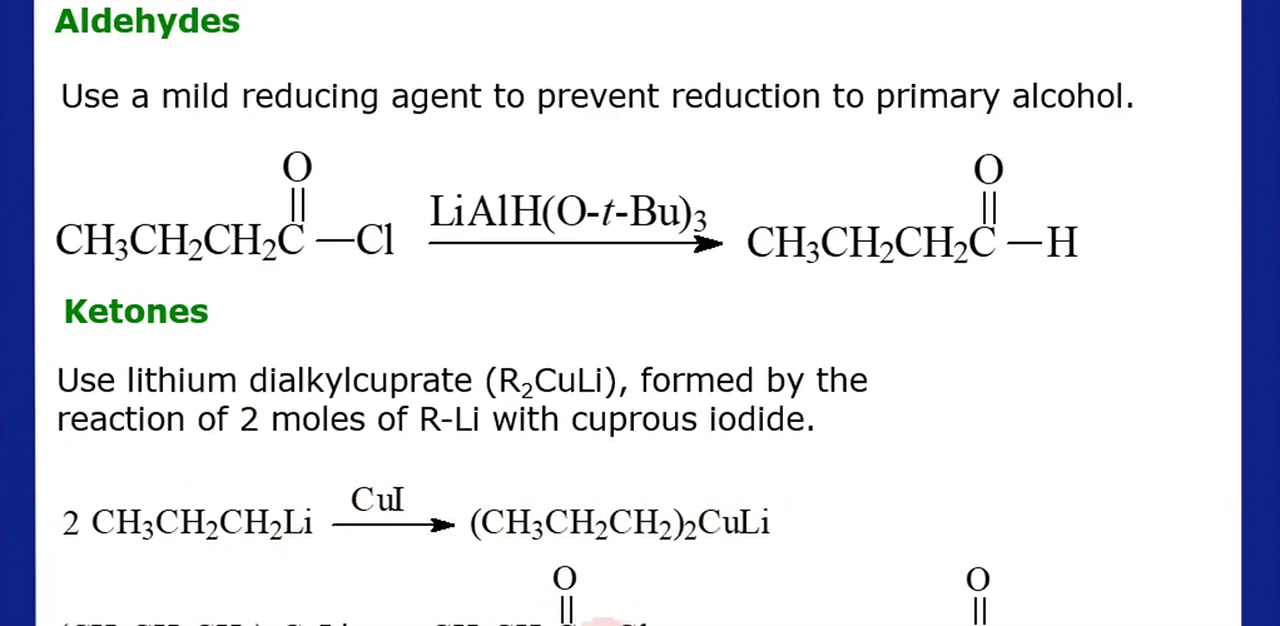 Aldehydes
Use a mild reducing agent to prevent reduction to primary alcohol.
O
||
CH₃CH₂CH₂C —Cl LiAlH(O-t-Bu)₃ CH₃CH₂CH₂C —H
O
||
Ketones
Use lithium dialkylcuprate (R₂CuLi), formed by the
reaction of 2 moles of R-Li with cuprous iodide.
2 CH₃CH₂CH₂Li CuI (CH₃CH₂CH₂)₂CuLi
O O